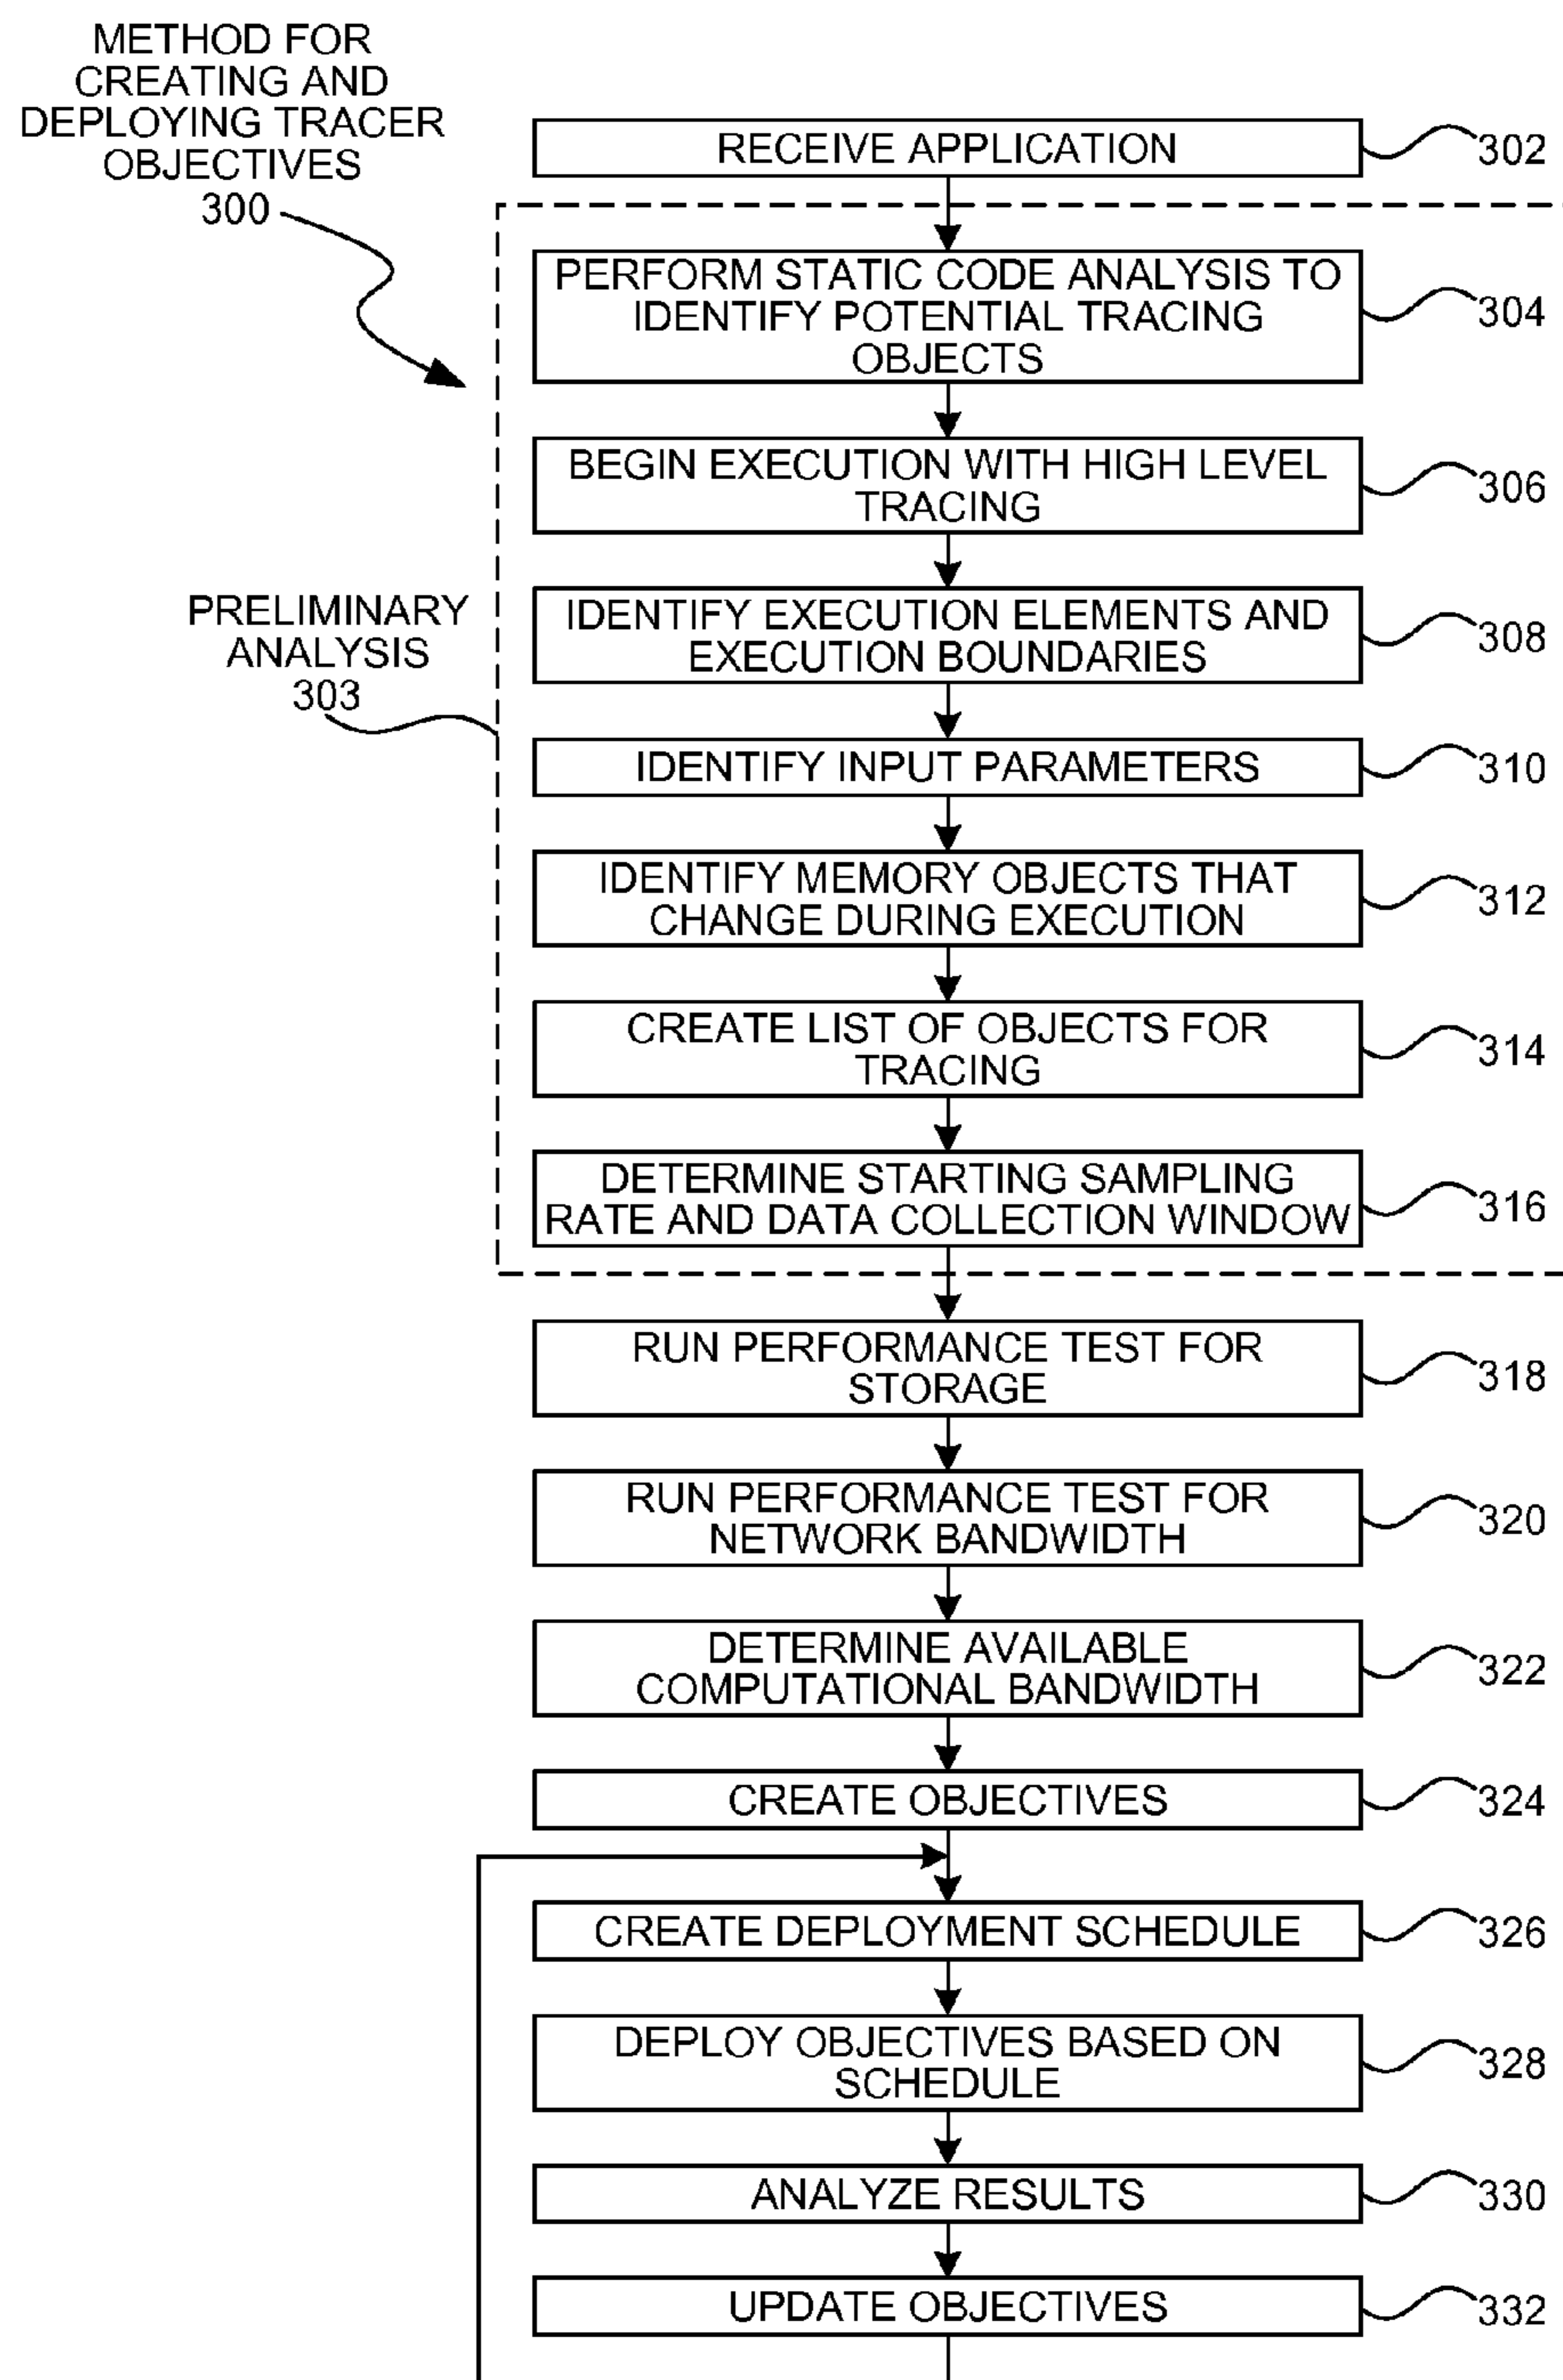 METHOD FOR
CREATING AND
DEPLOYING TRACER
OBJECTIVES
300
RECEIVE APPLICATION
302
PERFORM STATIC CODE ANALYSIS TO
IDENTIFY POTENTIAL TRACING
OBJECTS
304
BEGIN EXECUTION WITH HIGH LEVEL
TRACING
306
PRELIMINARY
ANALYSIS
303
IDENTIFY EXECUTION ELEMENTS AND
EXECUTION BOUNDARIES
308
IDENTIFY INPUT PARAMETERS
310
IDENTIFY MEMORY OBJECTS THAT
CHANGE DURING EXECUTION
312
CREATE LIST OF OBJECTS FOR
TRACING
314
DETERMINE STARTING SAMPLING
RATE AND DATA COLLECTION WINDOW
316
RUN PERFORMANCE TEST FOR
STORAGE
318
RUN PERFORMANCE TEST FOR
NETWORK BANDWIDTH
320
DETERMINE AVAILABLE
COMPUTATIONAL BANDWIDTH
322
CREATE OBJECTIVES
324
CREATE DEPLOYMENT SCHEDULE
326
DEPLOY OBJECTIVES BASED ON
SCHEDULE
328
ANALYZE RESULTS
330
UPDATE OBJECTIVES
332